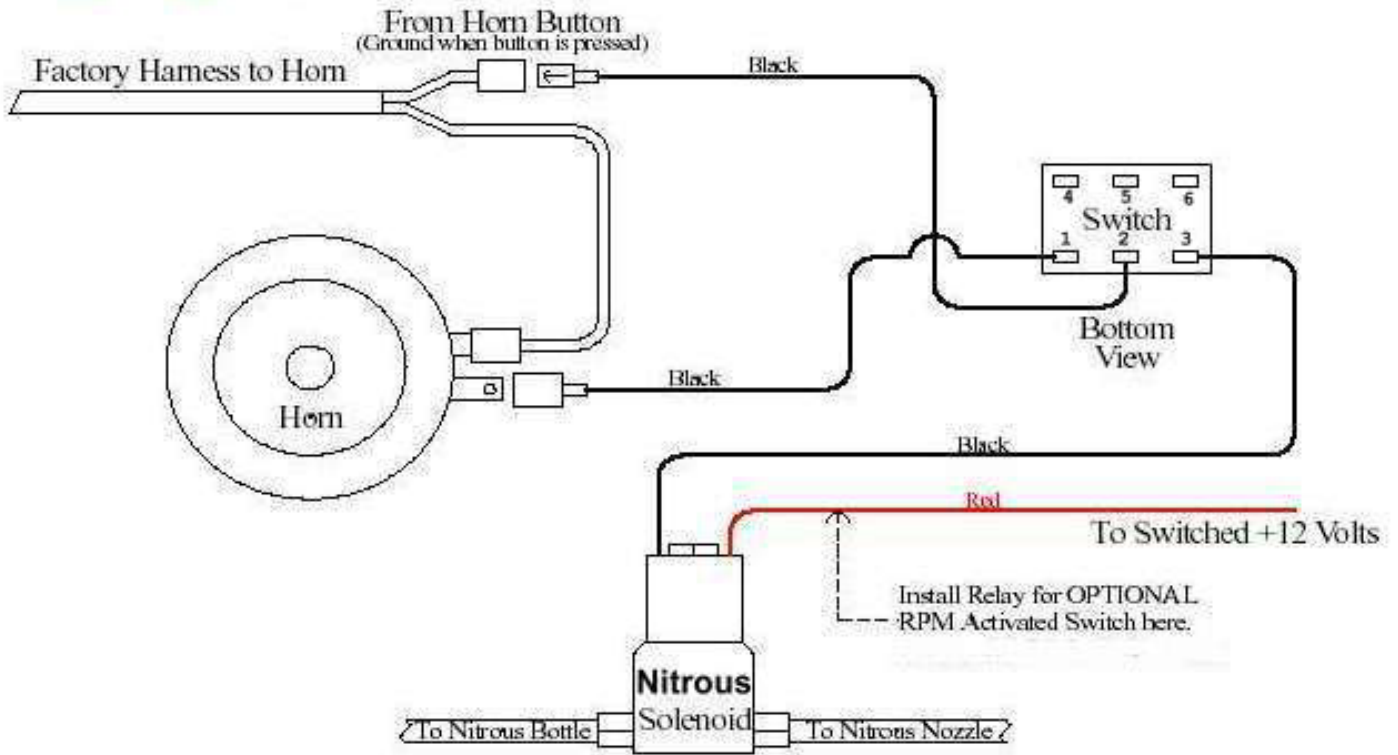 From Horn Button
(Ground when button is pressed)
Factory Harness to Horn
Black
4 5 6
Switch
1 2 3
Bottom
View
Horn
Black
Black
Red
To Switched +12 Volts
Install Relay for OPTIONAL
RPM Activated Switch here.
Nitrous
Solenoid
To Nitrous Bottle
To Nitrous Nozzle